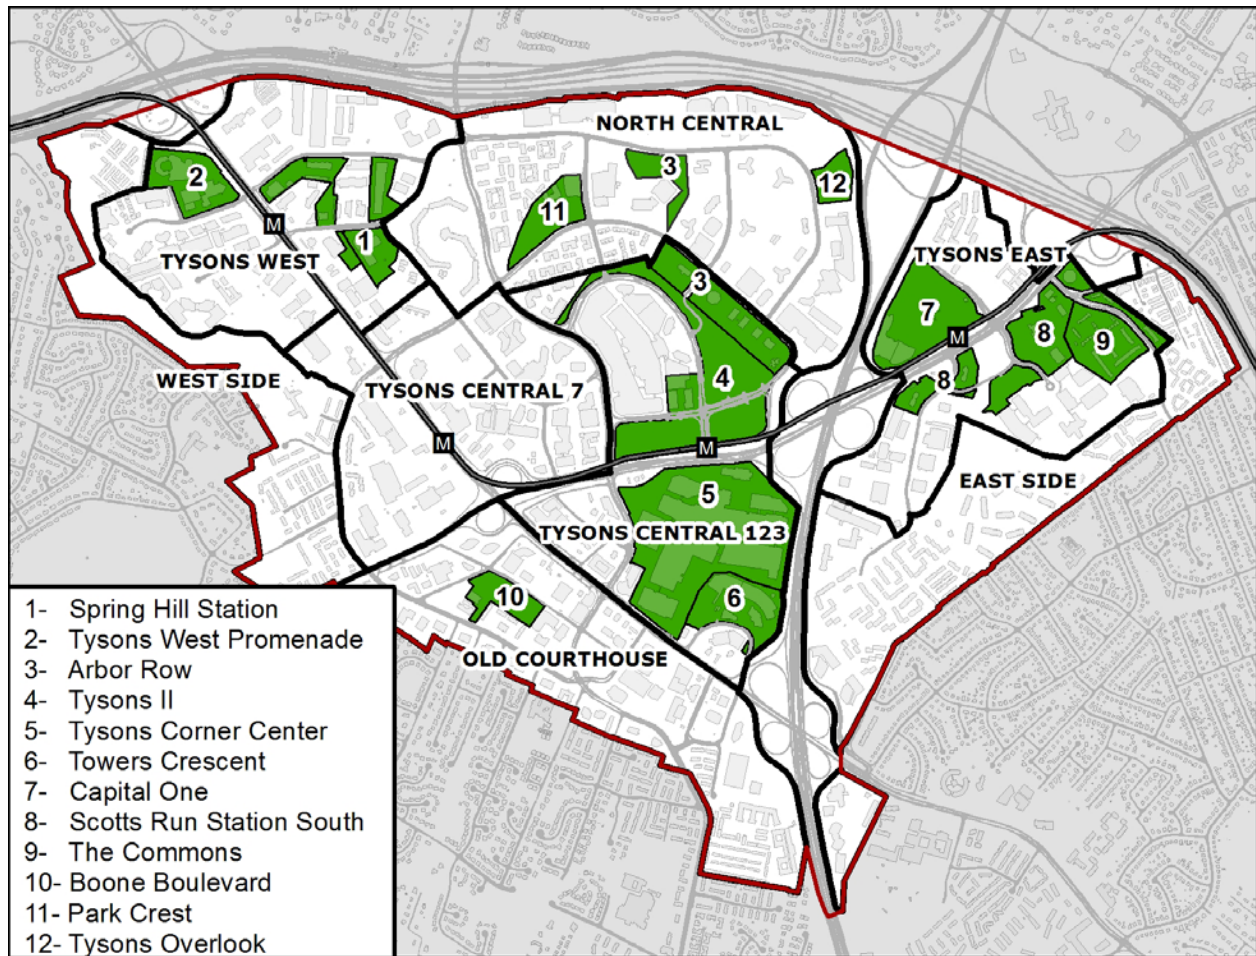 NORTH CENTRAL
3
2
12
11
M
1
TYSONS WEST
TYSONS EAST
3
7
M
8
9
WEST SIDE
TYSONS CENTRAL 7
4
8
M
M
5
EAST SIDE
TYSONS CENTRAL 123
10
6
OLD COURTHOUSE
1- Spring Hill Station
2- Tysons West Promenade
3- Arbor Row
4- Tysons II
5- Tysons Corner Center
6- Towers Crescent
7- Capital One
8- Scotts Run Station South
9- The Commons
10- Boone Boulevard
11- Park Crest
12- Tysons Overlook